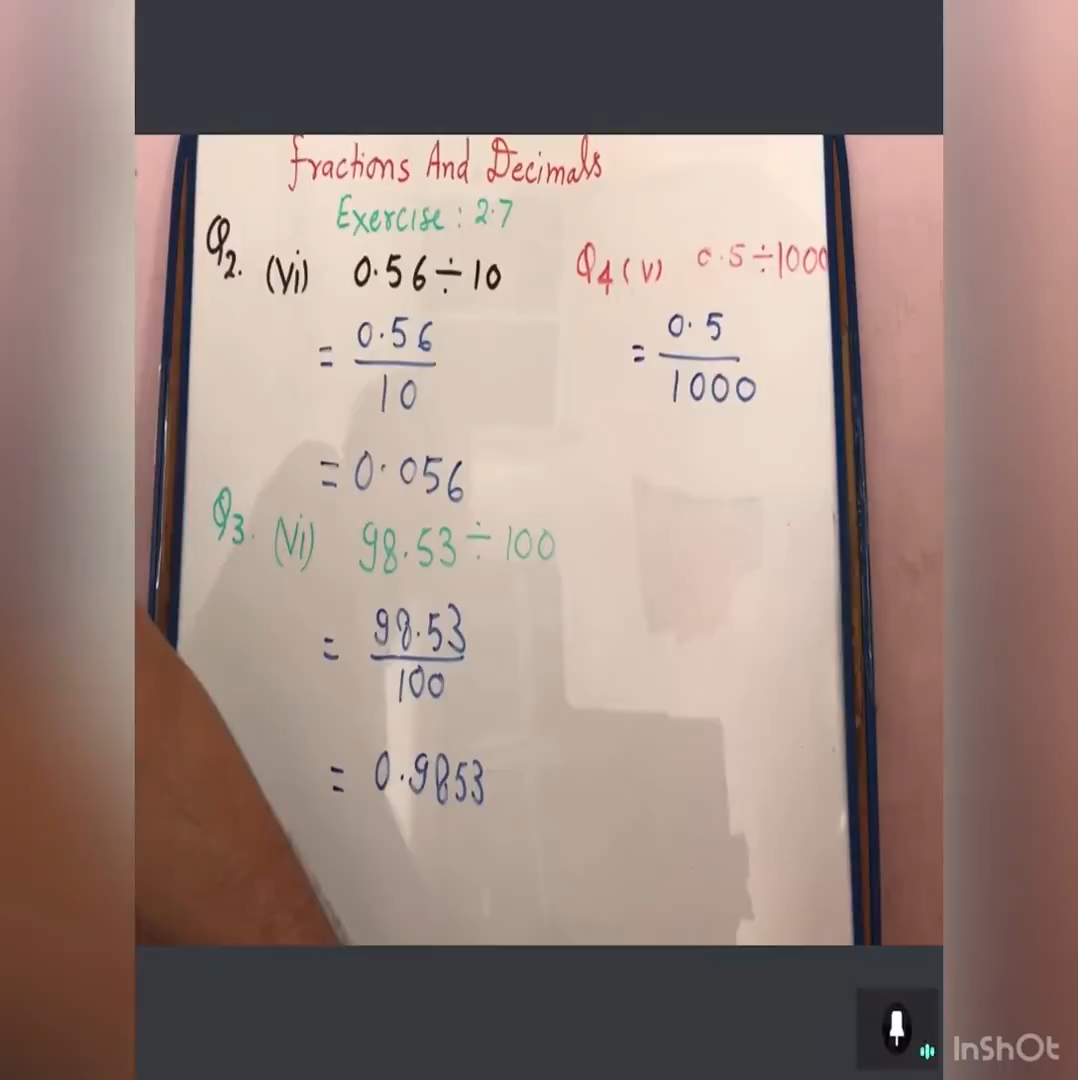 Fractions And Decimals
Exercise : 2.7
Q2. (vi) 0.56 ÷ 10
= 0.56
10
= 0.056
Q3. (vi) 98.53 ÷ 100
= 98.53
100
= 0.9853
Q4 (v) 0.5 ÷ 1000
= 0.5
1000
InShOt